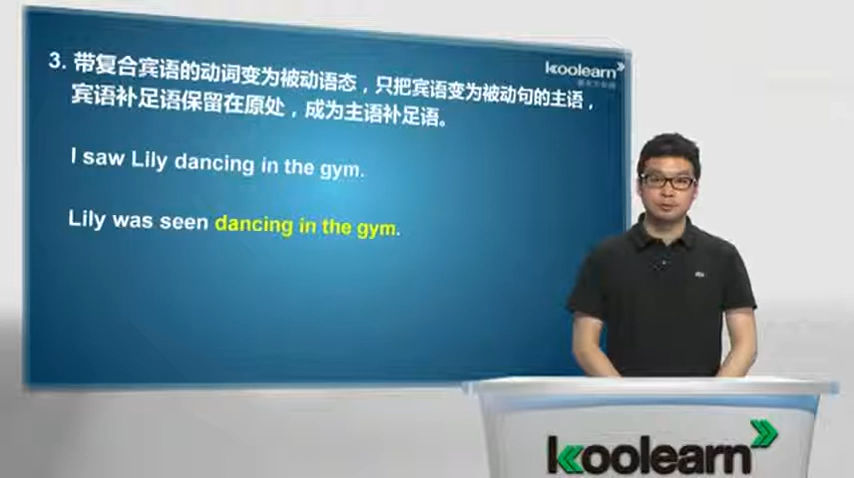 3. 带复合宾语的动词变为被动语态，只把宾语变为被动句的主语，
宾语补足语保留在原处，成为主语补足语。
I saw Lily dancing in the gym.
Lily was seen dancing in the gym.
koolearn
koolearn